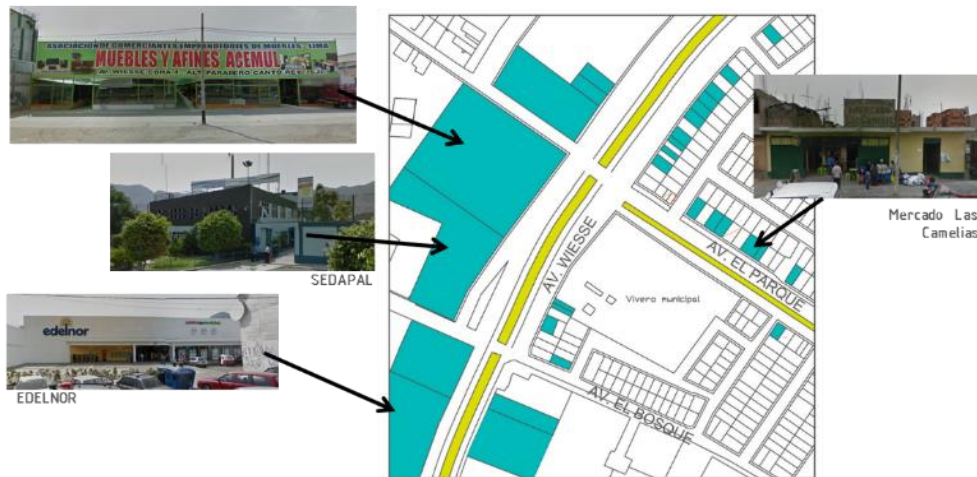 ASOCIACION DE COMERCIANTES EMPRENDEDORES DE MUEBLES - LIMA
MUEBLES Y AFINES ACEMUL
SEDAPAL
edelnor
EDELNOR
Mercado Las
Camelias
AV. WIESSE
AV. EL PARQUE
Vivero municipal
AV. EL BOSQUE